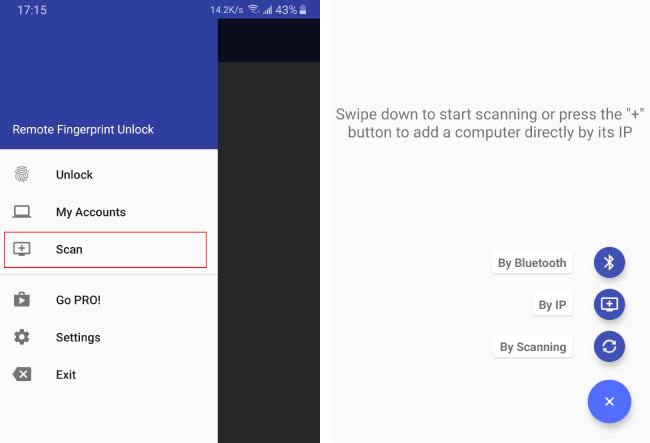 17:15
14.2K/s 43%
Remote Fingerprint Unlock
Unlock
My Accounts
Scan
Go PRO!
Settings
Exit
Swipe down to start scanning or press the "+"
button to add a computer directly by its IP
By Bluetooth
By IP
By Scanning